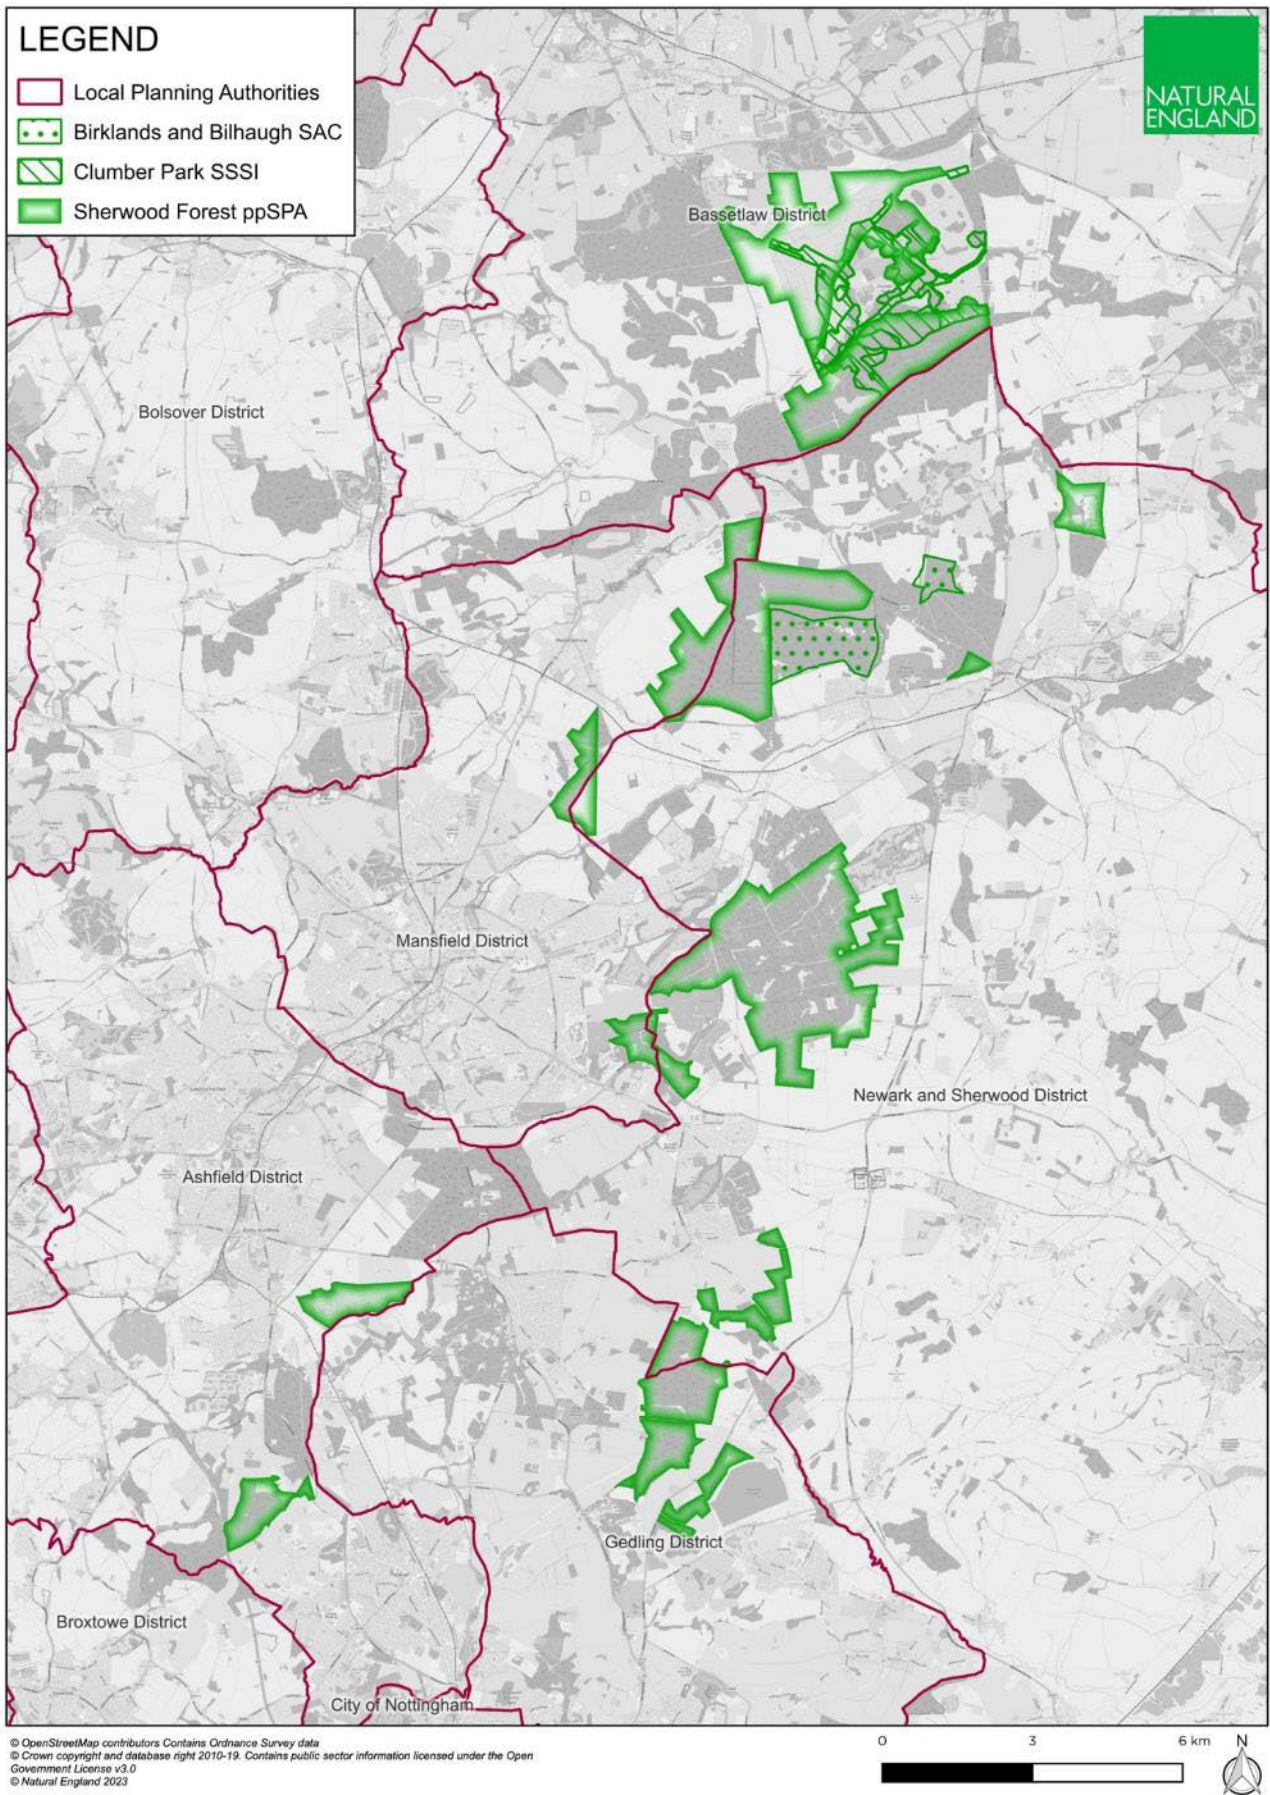 LEGEND
Local Planning Authorities
Birklands and Bilhaugh SAC
Clumber Park SSSI
Sherwood Forest ppSPA
NATURAL
ENGLAND
Bassetlaw District
Bolsover District
Mansfield District
Newark and Sherwood District
Ashfield District
Gedling District
Broxtowe District
City of Nottingham
© OpenStreetMap contributors Contains Ordnance Survey data
© Crown copyright and database right 2010-19. Contains public sector information licensed under the Open
Government License v3.0
© Natural England 2023
0 3 6 km
N